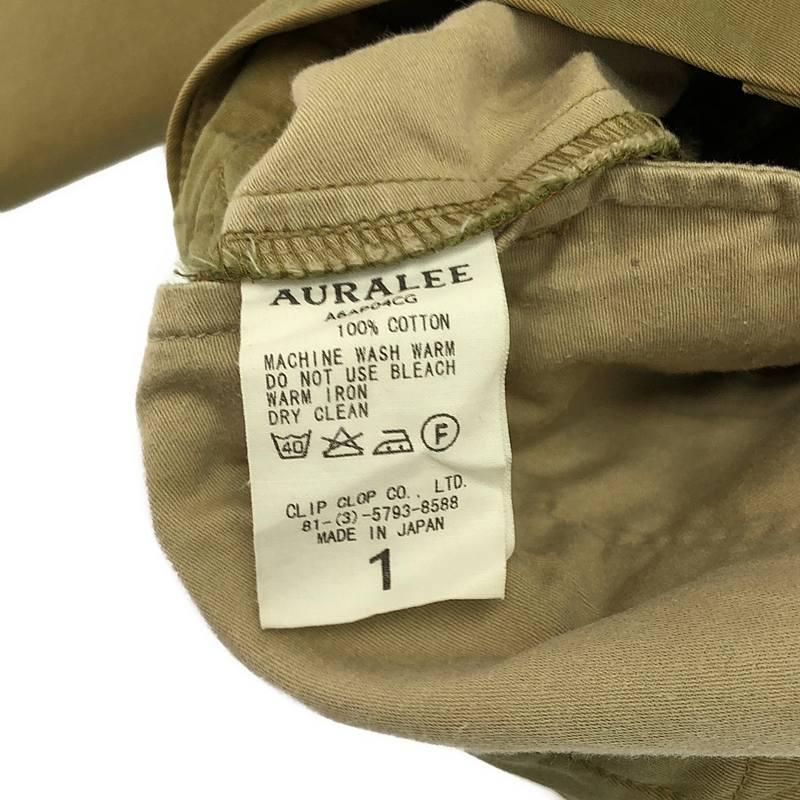 AURALEE
A6AP04CG
100% COTTON
MACHINE WASH WARM
DO NOT USE BLEACH
WARM IRON
DRY CLEAN
40 F
CLIP CLOP CO., LTD.
81-(3)-5793-8588
MADE IN JAPAN
1